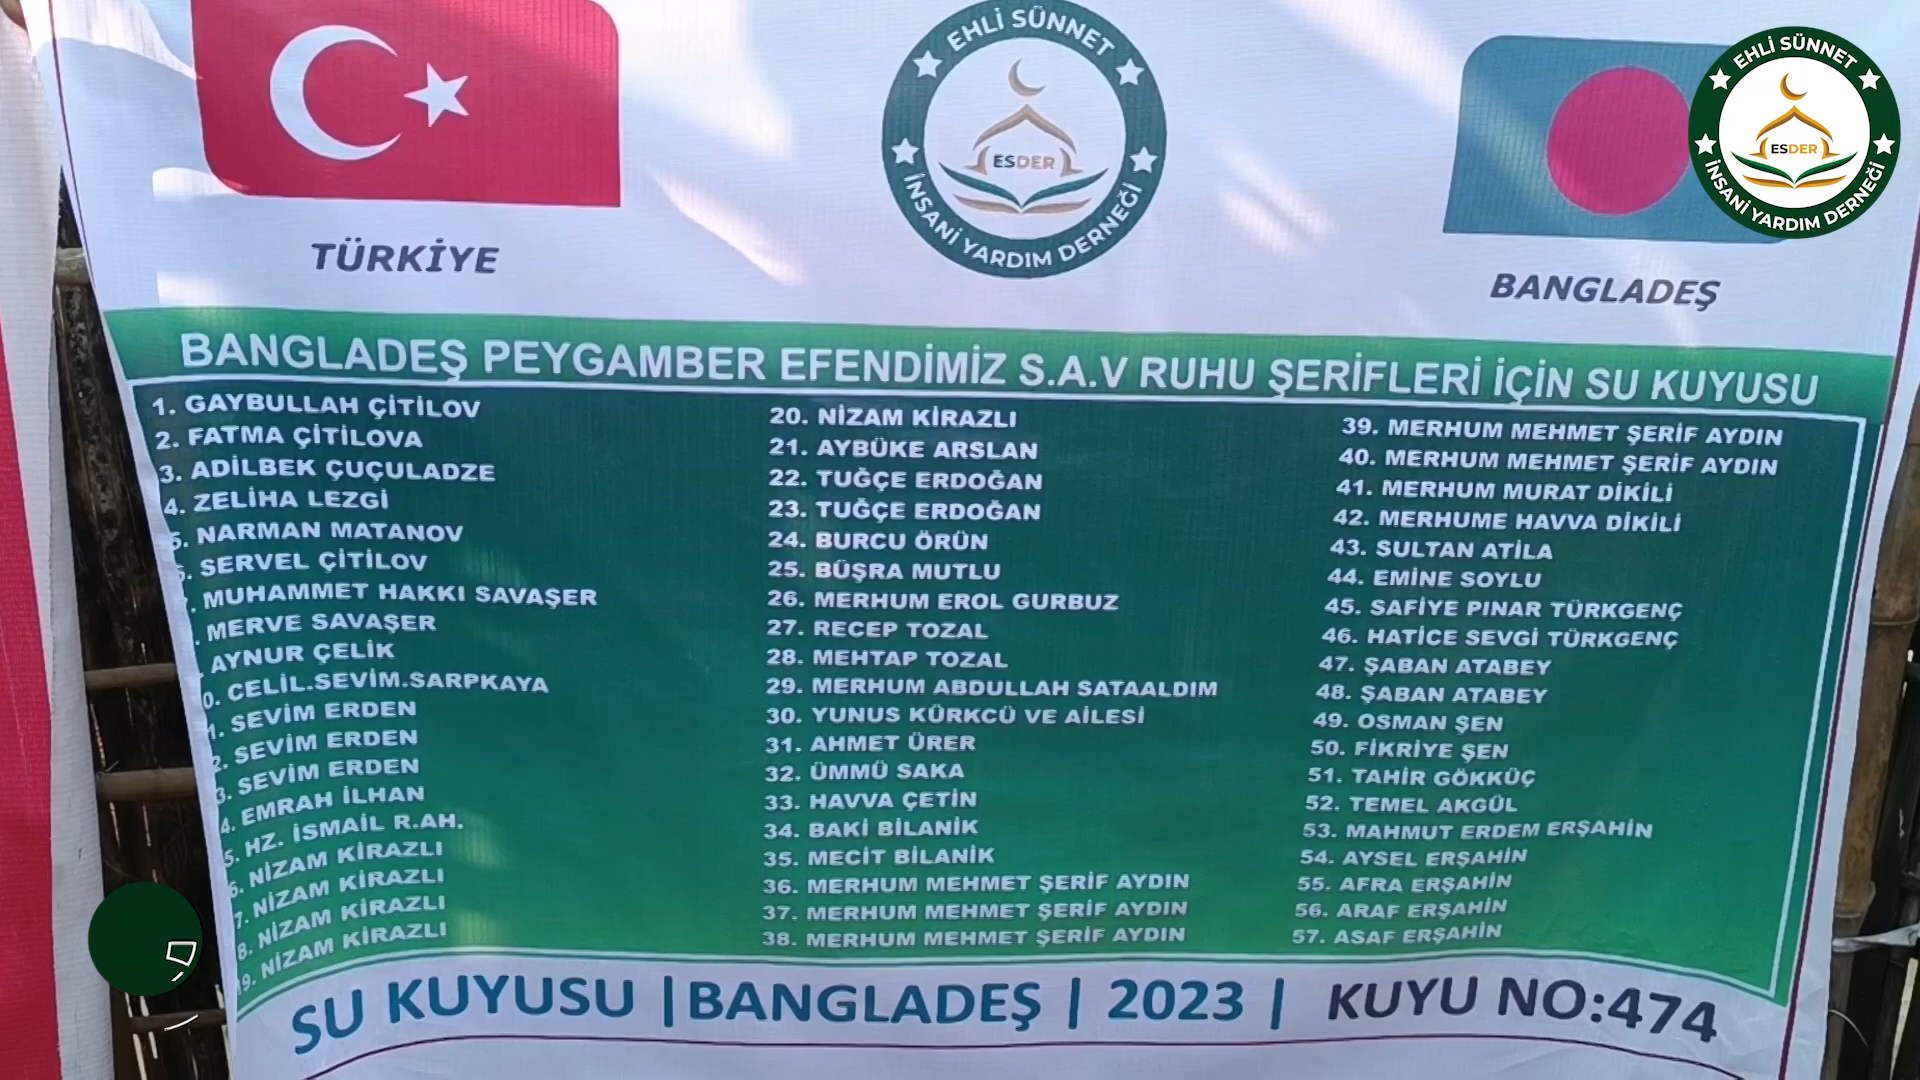 EHLİ SÜNNET
ESDER
İNSANİ YARDIM DERNEĞİ
EHLİ SÜNNET
ESDER
İNSANİ YARDIM DERNEĞİ
TÜRKİYE
BANGLADEŞ
BANGLADEŞ PEYGAMBER EFENDİMİZ S.A.V RUHU ŞERİFLERİ İÇİN SU KUYUSU
1. GAYBULLAH ÇİTİLOV
2. FATMA ÇİTİLOVA
3. ADİLBEK ÇUÇULADZE
4. ZELİHA LEZGİ
5. NARMAN MATANOV
6. SERVEL ÇİTİLOV
. MUHAMMET HAKKI SAVAŞER
. MERVE SAVAŞER
. AYNUR ÇELİK
0. CELİL.SEVİM.SARPKAYA
1. SEVİM ERDEN
2. SEVİM ERDEN
3. SEVİM ERDEN
4. EMRAH İLHAN
5. HZ. İSMAİL R.AH.
6. NİZAM KİRAZLI
7. NİZAM KİRAZLI
8. NİZAM KİRAZLI
19. NİZAM KİRAZLI
20. NİZAM KİRAZLI
21. AYBÜKE ARSLAN
22. TUĞÇE ERDOĞAN
23. TUĞÇE ERDOĞAN
24. BURCU ÖRÜN
25. BÜŞRA MUTLU
26. MERHUM EROL GURBUZ
27. RECEP TOZAL
28. MEHTAP TOZAL
29. MERHUM ABDULLAH SATAALDIM
30. YUNUS KÜRKCÜ VE AİLESİ
31. AHMET ÜRER
32. ÜMMÜ SAKA
33. HAVVA ÇETİN
34. BAKİ BİLANİK
35. MECİT BİLANİK
36. MERHUM MEHMET ŞERİF AYDIN
37. MERHUM MEHMET ŞERİF AYDIN
38. MERHUM MEHMET ŞERİF AYDIN
39. MERHUM MEHMET ŞERİF AYDIN
40. MERHUM MEHMET ŞERİF AYDIN
41. MERHUM MURAT DİKİLİ
42. MERHUME HAVVA DİKİLİ
43. SULTAN ATİLA
44. EMİNE SOYLU
45. SAFİYE PINAR TÜRKGENÇ
46. HATİCE SEVGİ TÜRKGENÇ
47. ŞABAN ATABEY
48. ŞABAN ATABEY
49. OSMAN ŞEN
50. FİKRİYE ŞEN
51. TAHİR GÖKKÜÇ
52. TEMEL AKGÜL
53. MAHMUT ERDEM ERŞAHİN
54. AYSEL ERŞAHİN
55. AFRA ERŞAHİN
56. ARAF ERŞAHİN
57. ASAF ERŞAHİN
SU KUYUSU |BANGLADEŞ | 2023 | KUYU NO:474